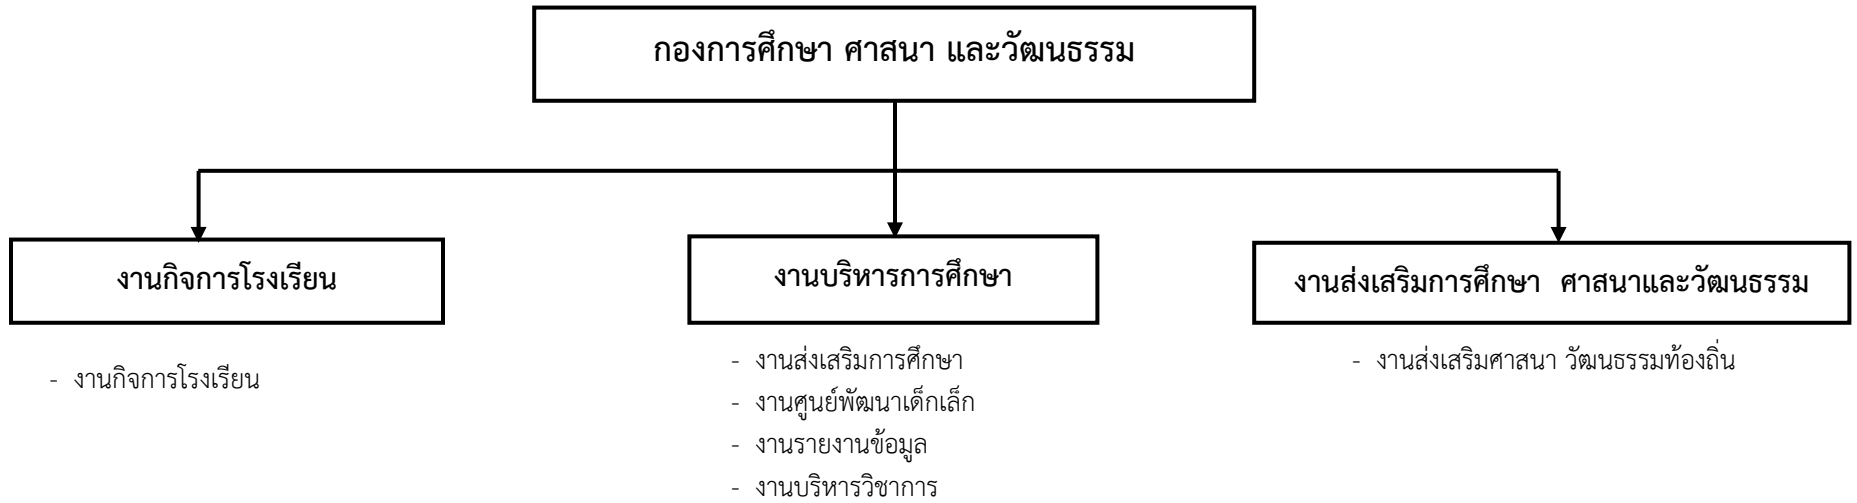 กองการศึกษา ศาสนา และวัฒนธรรม
งานกิจการโรงเรียน
- งานกิจการโรงเรียน
งานบริหารการศึกษา
- งานส่งเสริมการศึกษา
- งานศูนย์พัฒนาเด็กเล็ก
- งานรายงานข้อมูล
- งานบริหารวิชาการ
งานส่งเสริมการศึกษา ศาสนาและวัฒนธรรม
- งานส่งเสริมศาสนา วัฒนธรรมท้องถิ่น